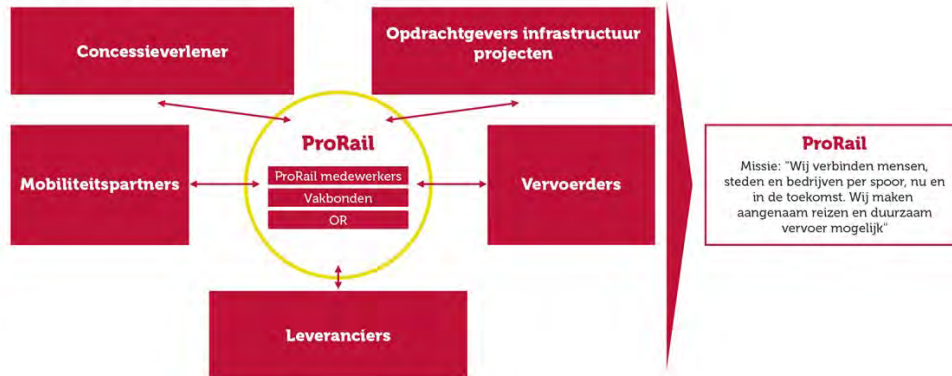 Concessieverlener
Opdrachtgevers infrastructuur
projecten
Mobiliteitspartners
ProRail
ProRail medewerkers
Vakbonden
OR
Vervoerders
Leveranciers
ProRail
Missie: "Wij verbinden mensen,
steden en bedrijven per spoor, nu en
in de toekomst. Wij maken
aangenaam reizen en duurzaam
vervoer mogelijk"